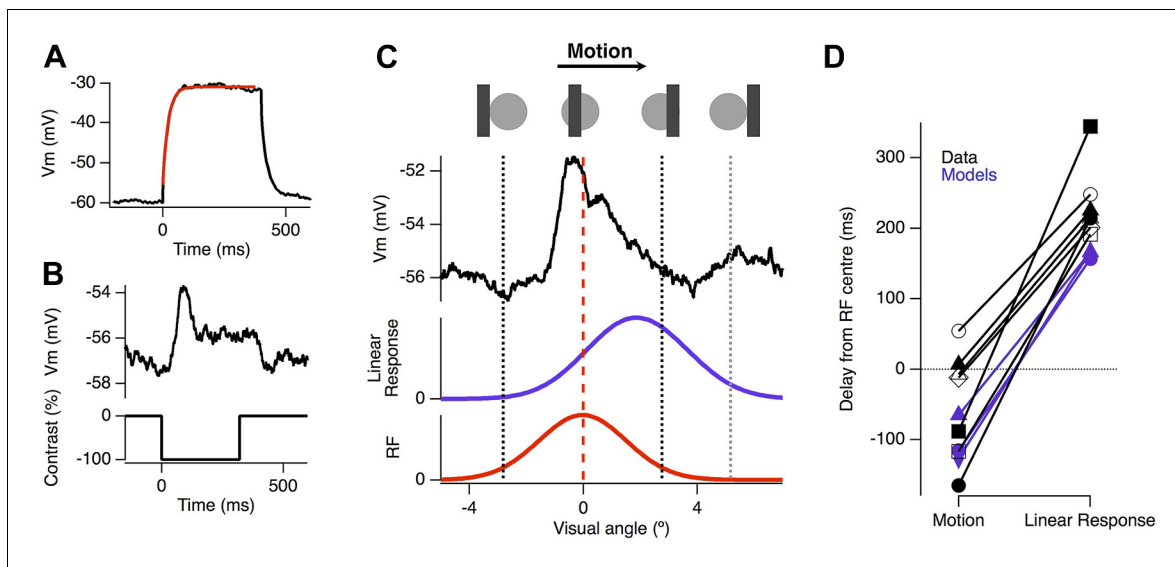 A
-30
-40
-50
-60
Vm (mV)
0
500
Time (ms)
B
-54
-56
-58
Vm (mV)
0
-100
Contrast (%)
0
500
Time (ms)
C
Motion
-52
-54
-56
Vm (mV)
Linear
Response
0
RF
0
-4
0
4
Visual angle (º)
D
Data
Models
300
200
100
0
-100
Delay from RF centre (ms)
Motion
Linear Response